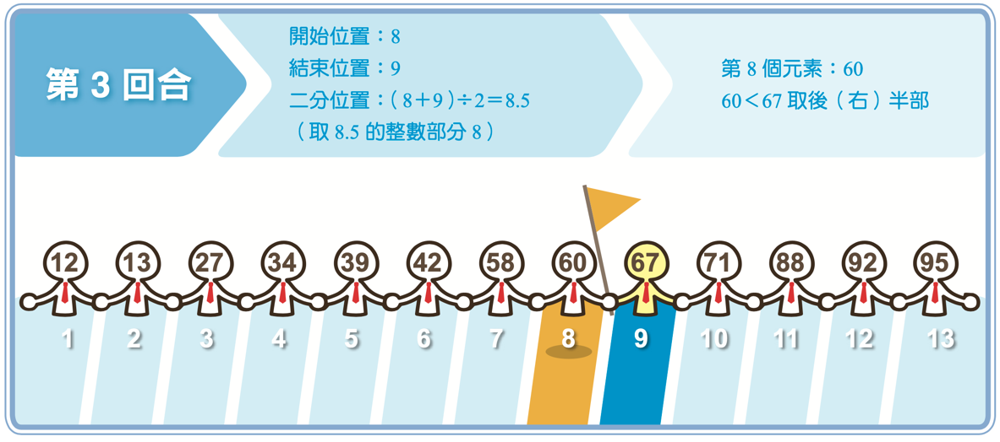 第 3 回合
開始位置：8
結束位置：9
二分位置：(8＋9)÷2＝8.5
（取 8.5 的整數部分 8）
第 8 個元素：60
60＜67 取後（右）半部
12 13 27 34 39 42 58 60 67 71 88 92 95
1 2 3 4 5 6 7 8 9 10 11 12 13